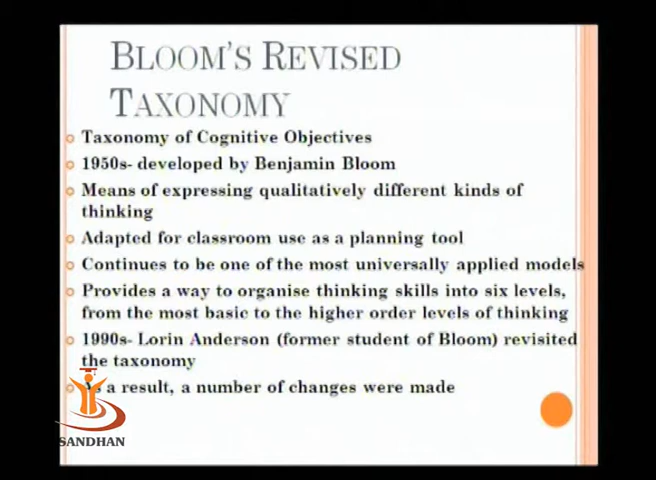 BLOOM'S REVISED
TAXONOMY
Taxonomy of Cognitive Objectives
1950s- developed by Benjamin Bloom
Means of expressing qualitatively different kinds of
thinking
Adapted for classroom use as a planning tool
Continues to be one of the most universally applied models
Provides a way to organise thinking skills into six levels,
from the most basic to the higher order levels of thinking
1990s- Lorin Anderson (former student of Bloom) revisited
the taxonomy
As a result, a number of changes were made
SANDHAN